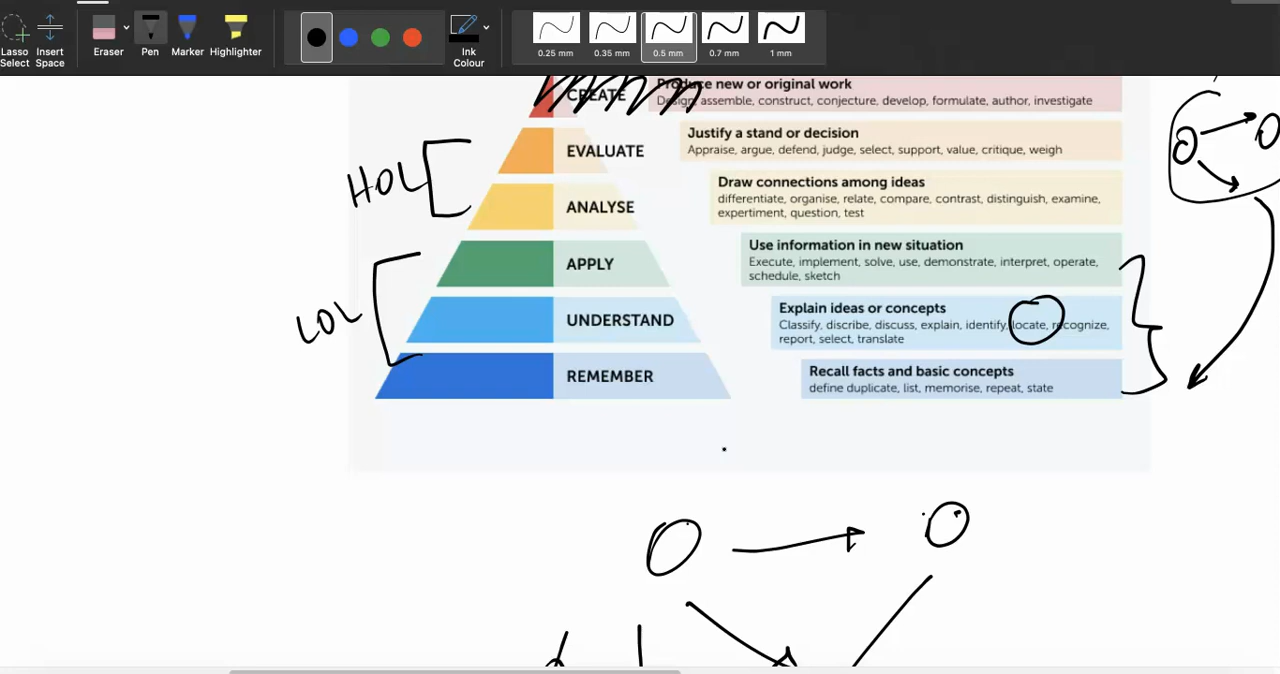 Lasso Select
Insert Space
Eraser
Pen
Marker
Highlighter
Ink Colour
0.25 mm
0.35 mm
0.5 mm
0.7 mm
1 mm
CREATE
Produce new or original work
Design, assemble, construct, conjecture, develop, formulate, author, investigate
EVALUATE
Justify a stand or decision
Appraise, argue, defend, judge, select, support, value, critique, weigh
HOL
ANALYSE
Draw connections among ideas
differentiate, organise, relate, compare, contrast, distinguish, examine,
expertiment, question, test
APPLY
Use information in new situation
Execute, implement, solve, use, demonstrate, interpret, operate,
schedule, sketch
LOL
UNDERSTAND
Explain ideas or concepts
Classify, discribe, discuss, explain, identify, locate, recognize,
report, select, translate
REMEMBER
Recall facts and basic concepts
define duplicate, list, memorise, repeat, state